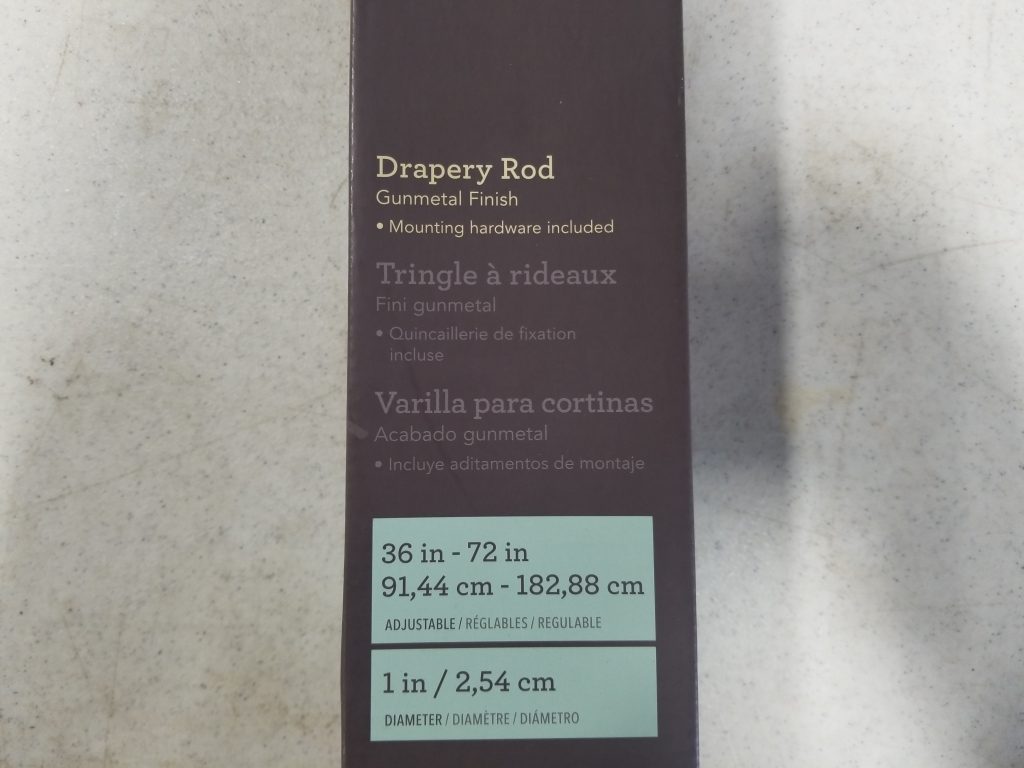 Drapery Rod
Gunmetal Finish
• Mounting hardware included
Tringle à rideaux
Fini gunmetal
• Quincaillerie de fixation
incluse
Varilla para cortinas
Acabado gunmetal
• Incluye aditamentos de montaje
36 in - 72 in
91,44 cm - 182,88 cm
ADJUSTABLE / RÉGLABLES / REGULABLE
1 in / 2,54 cm
DIAMETER / DIAMÈTRE / DIÁMETRO